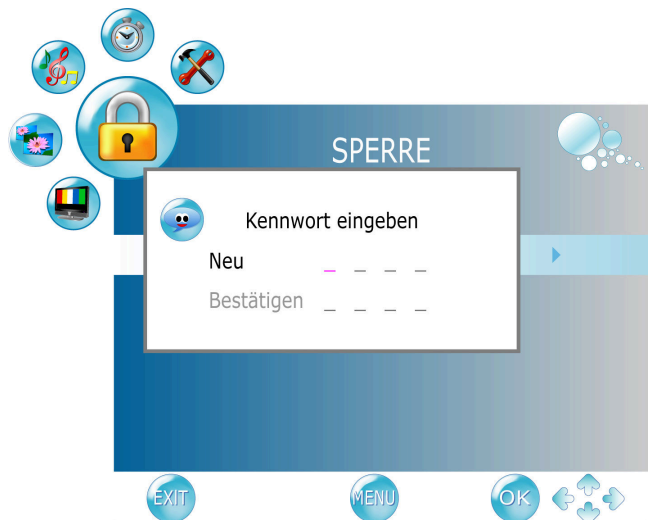 SPERRE
Kennwort eingeben
Neu _ _ _ _
Bestätigen _ _ _ _
EXIT
MENU
OK